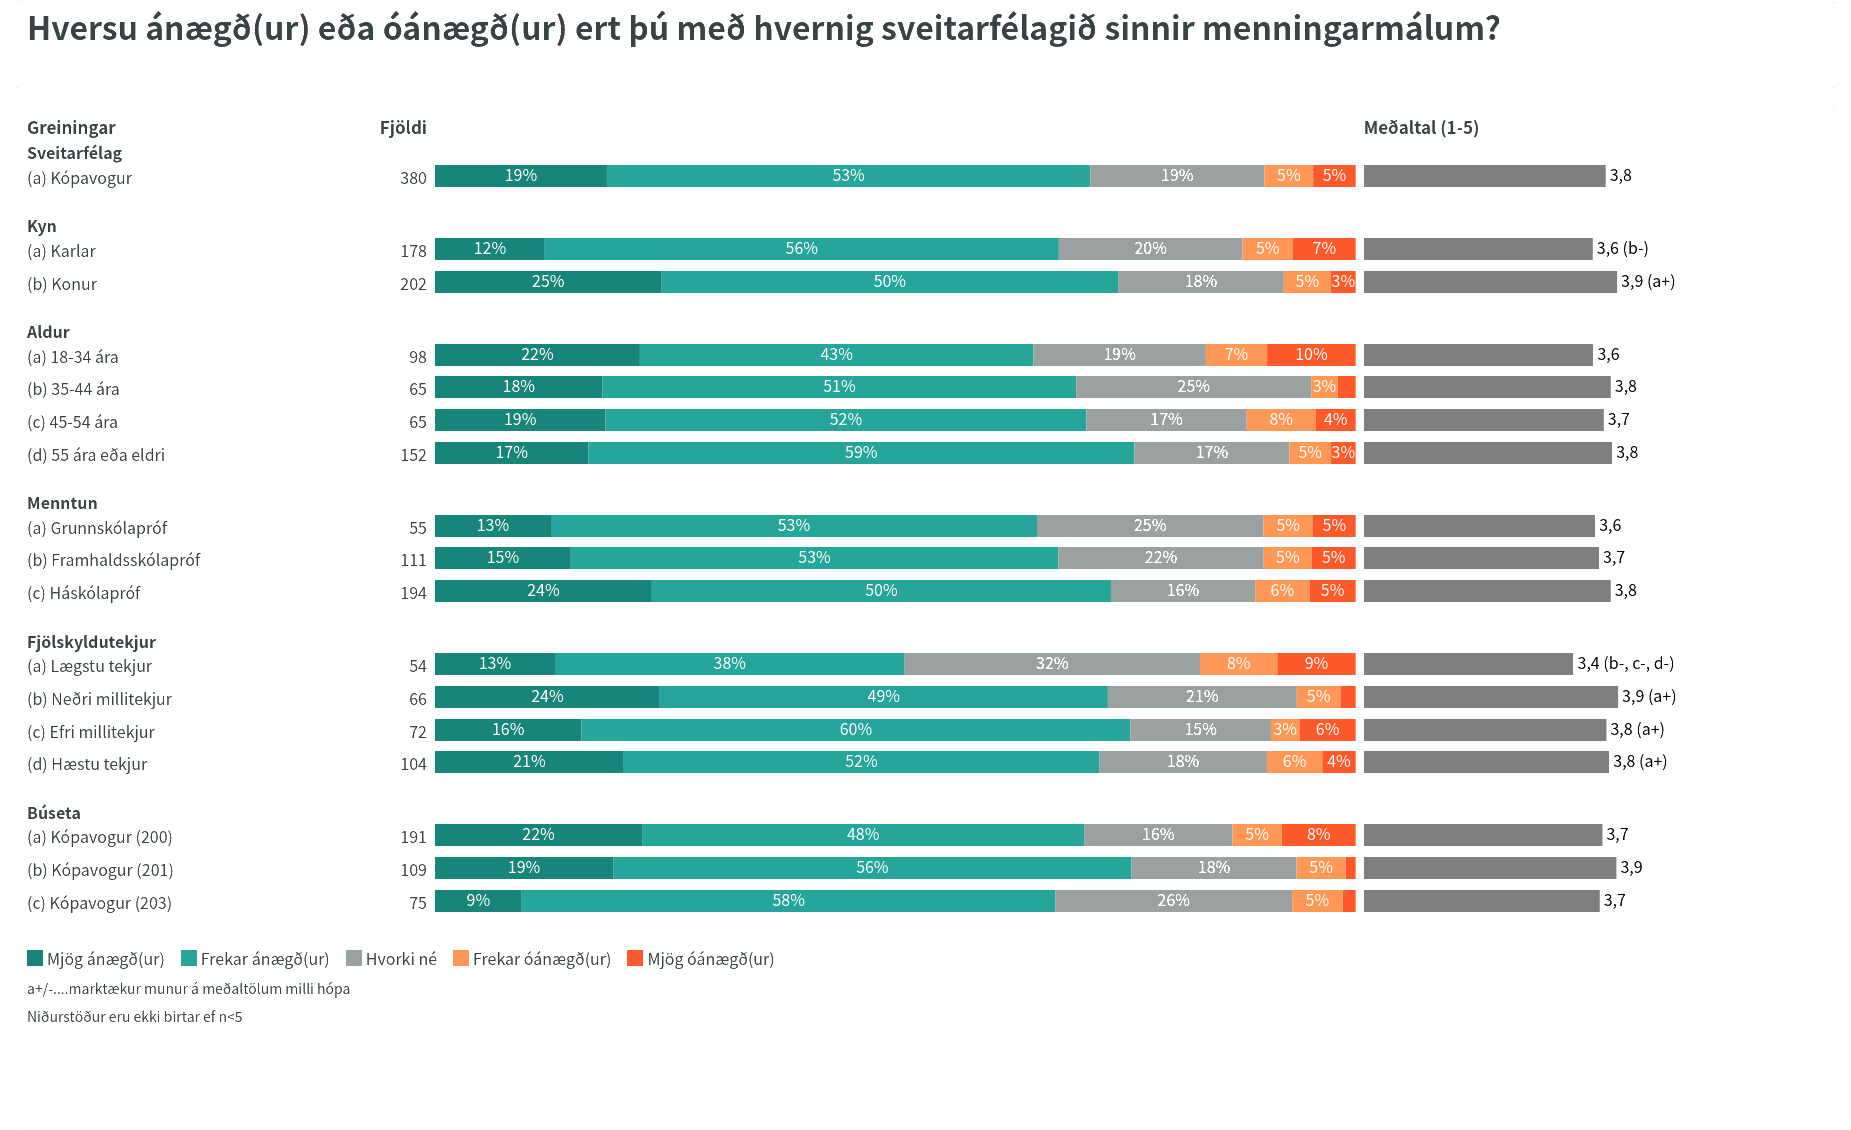 Hversu ánægð(ur) eða óánægð(ur) ert þú með hvernig sveitarfélagið sinnir menningarmálum?
Greiningar Fjöldi Meðaltal (1-5)
Sveitarfélag
(a) Kópavogur 380 19% 53% 19% 5% 5% 3,8
Kyn
(a) Karlar 178 12% 56% 20% 5% 7% 3,6 (b-)
(b) Konur 202 25% 50% 18% 5% 3% 3,9 (a+)
Aldur
(a) 18-34 ára 98 22% 43% 19% 7% 10% 3,6
(b) 35-44 ára 65 18% 51% 25% 3% 3,8
(c) 45-54 ára 65 19% 52% 17% 8% 4% 3,7
(d) 55 ára eða eldri 152 17% 59% 17% 5% 3% 3,8
Menntun
(a) Grunnskólapróf 55 13% 53% 25% 5% 5% 3,6
(b) Framhaldsskólapróf 111 15% 53% 22% 5% 5% 3,7
(c) Háskólapróf 194 24% 50% 16% 6% 5% 3,8
Fjölskyldutekjur
(a) Lægstu tekjur 54 13% 38% 32% 8% 9% 3,4 (b-, c-, d-)
(b) Neðri millitekjur 66 24% 49% 21% 5% 3,9 (a+)
(c) Efri millitekjur 72 16% 60% 15% 3% 6% 3,8 (a+)
(d) Hæstu tekjur 104 21% 52% 18% 6% 4% 3,8 (a+)
Búseta
(a) Kópavogur (200) 191 22% 48% 16% 5% 8% 3,7
(b) Kópavogur (201) 109 19% 56% 18% 5% 3,9
(c) Kópavogur (203) 75 9% 58% 26% 5% 3,7
Mjög ánægð(ur) Frekar ánægð(ur) Hvorki né Frekar óánægð(ur) Mjög óánægð(ur)
a+/-....marktækur munur á meðaltölum milli hópa
Niðurstöður eru ekki birtar ef n<5